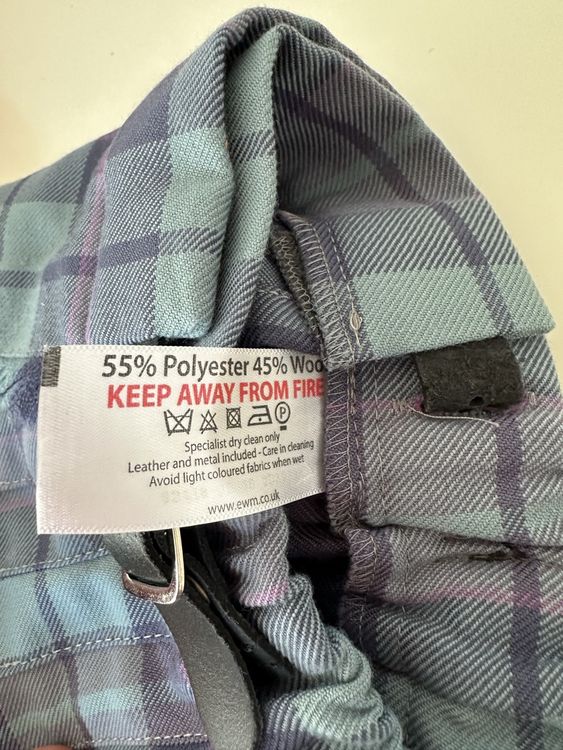 55% Polyester 45% Woo
KEEP AWAY FROM FIRE
P
Specialist dry clean only
Leather and metal included - Care in cleaning
Avoid light coloured fabrics when wet
www.ewm.co.uk